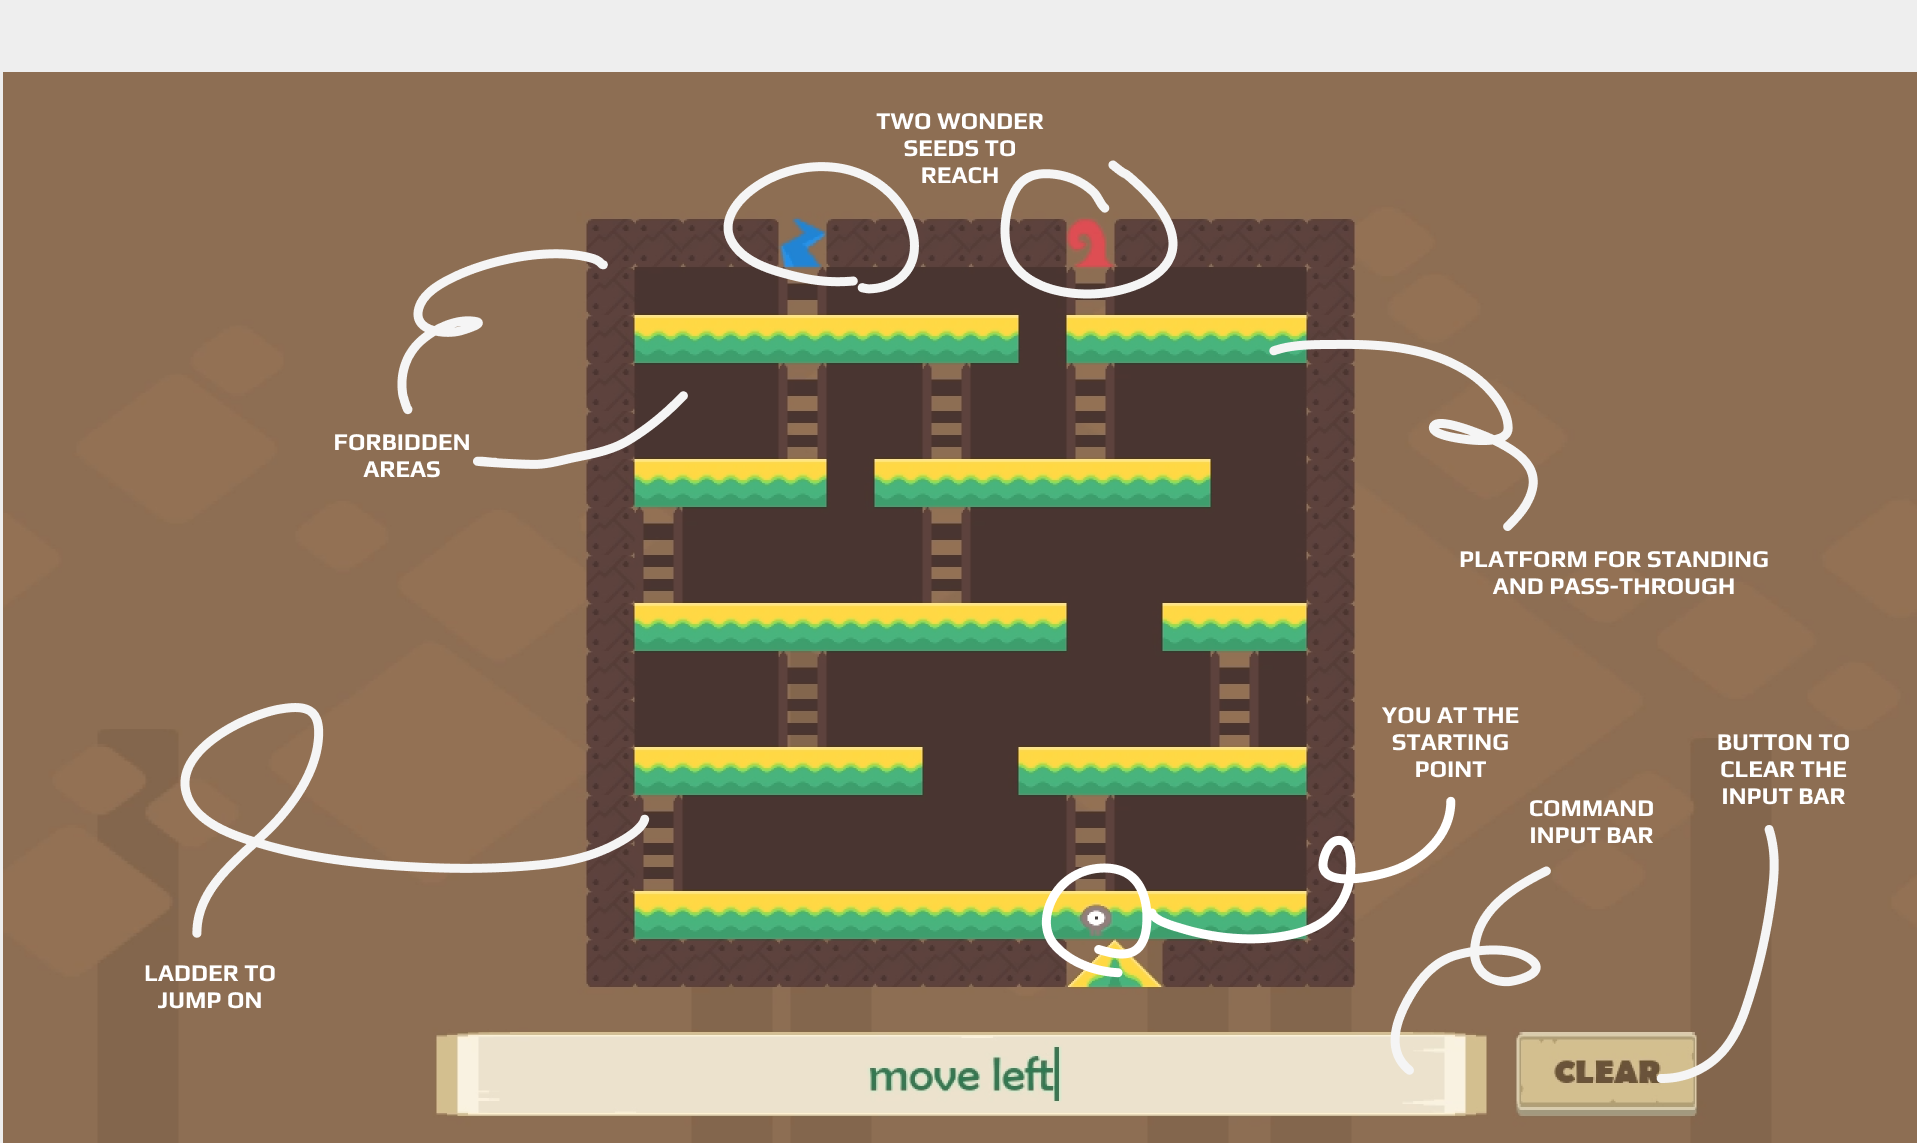 TWO WONDER
SEEDS TO
REACH
FORBIDDEN
AREAS
PLATFORM FOR STANDING
AND PASS-THROUGH
YOU AT THE
STARTING
POINT
BUTTON TO
CLEAR THE
INPUT BAR
COMMAND
INPUT BAR
LADDER TO
JUMP ON
move left
CLEAR